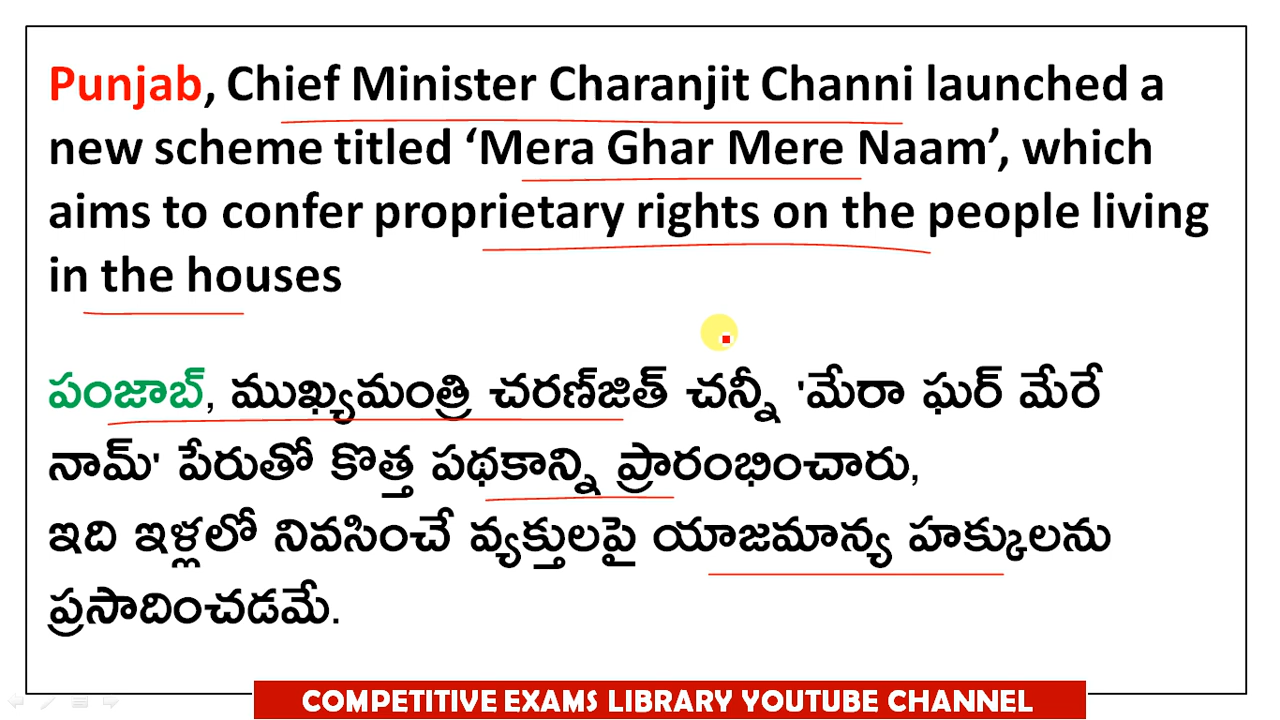 Punjab, Chief Minister Charanjit Channi launched a
new scheme titled ‘Mera Ghar Mere Naam’, which
aims to confer proprietary rights on the people living
in the houses
పంజాబ్, ముఖ్యమంత్రి చరణ్‌జిత్ చన్నీ 'మేరా ఘర్ మేరే
నామ్' పేరుతో కొత్త పథకాన్ని ప్రారంభించారు,
ఇది ఇళ్లలో నివసించే వ్యక్తులపై యాజమాన్య హక్కులను
ప్రసాదించడమే.
COMPETITIVE EXAMS LIBRARY YOUTUBE CHANNEL